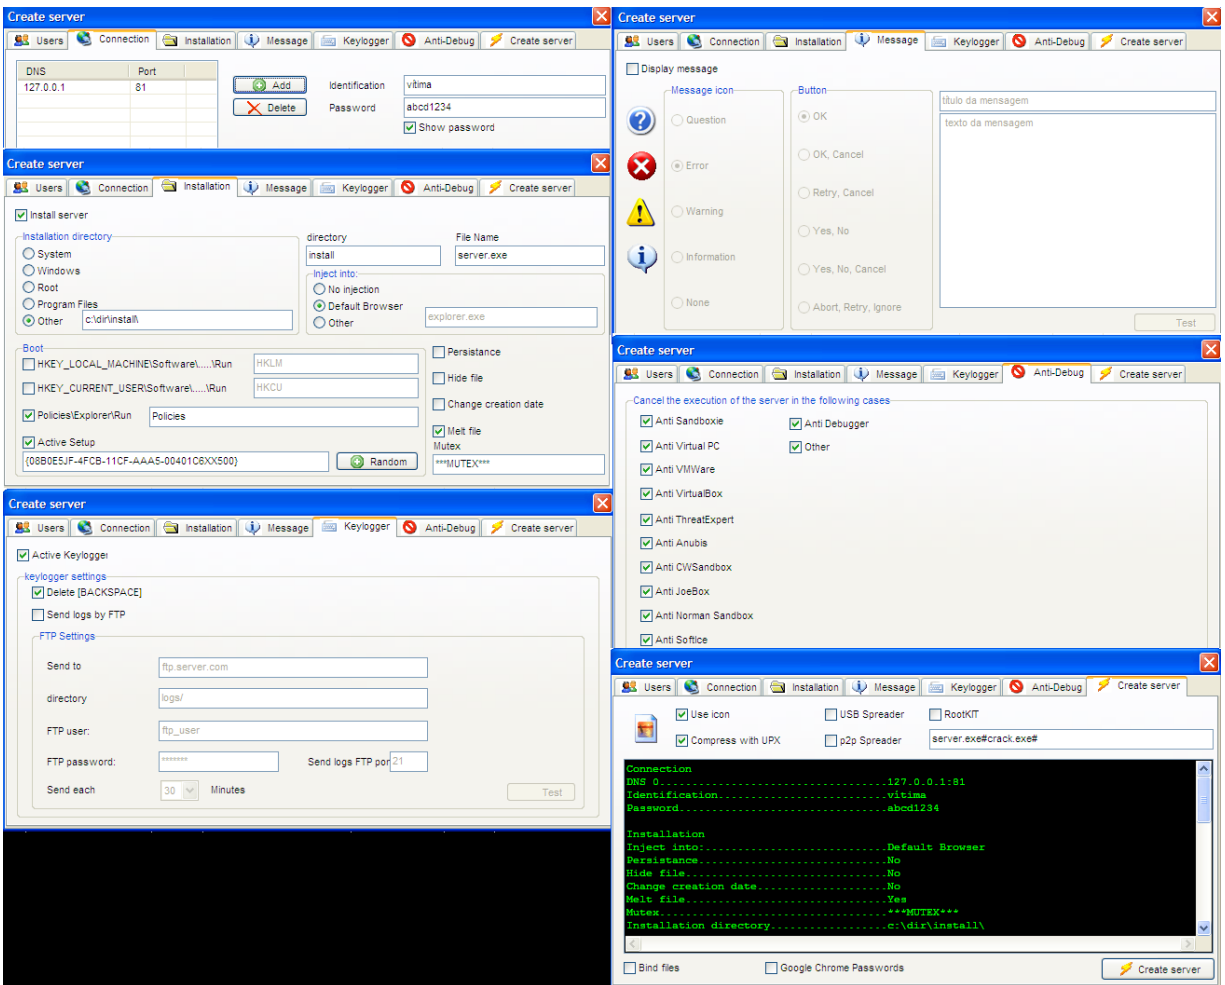 Create server
Users Connection Installation Message Keylogger Anti-Debug Create server
DNS Port
127.0.0.1 81
Add
Delete
Identification vítima
Password abcd1234
Show password
Create server
Users Connection Installation Message Keylogger Anti-Debug Create server
Install server
Installation directory
System
Windows
Root
Program Files
Other c:\dir\install\
directory File Name
install server.exe
Inject into:
No injection
Default Browser
Other explorer.exe
Boot
HKEY_LOCAL_MACHINE\Software\.....\Run HKLM
HKEY_CURRENT_USER\Software\.....\Run HKCU
Policies\Explorer\Run Policies
Active Setup
{08B0E5JF-4FCB-11CF-AAA5-00401C6XX500} Random
Persistance
Hide file
Change creation date
Melt file
Mutex
***MUTEX***
Create server
Users Connection Installation Message Keylogger Anti-Debug Create server
Active Keylogger
keylogger settings
Delete [BACKSPACE]
Send logs by FTP
FTP Settings
Send to ftp.server.com
directory logs/
FTP user: ftp_user
FTP password: ******* Send logs FTP por 21
Send each 30 Minutes Test
Create server
Users Connection Installation Message Keylogger Anti-Debug Create server
Display message
Message icon
Question
Error
Warning
Information
None
Button
OK
OK, Cancel
Retry, Cancel
Yes, No
Yes, No, Cancel
Abort, Retry, Ignore
título da mensagem
texto da mensagem
Test
Create server
Users Connection Installation Message Keylogger Anti-Debug Create server
Cancel the execution of the server in the following cases
Anti Sandboxie Anti Debugger
Anti Virtual PC Other
Anti VMWare
Anti VirtualBox
Anti ThreatExpert
Anti Anubis
Anti CWSandbox
Anti JoeBox
Anti Norman Sandbox
Anti SoftIce
Create server
Users Connection Installation Message Keylogger Anti-Debug Create server
Use icon USB Spreader RootKIT
Compress with UPX p2p Spreader server.exe#crack.exe#
Connection
DNS 0...................................127.0.0.1:81
Identification..........................vítima
Password................................abcd1234
Installation
Inject into:............................Default Browser
Persistance.............................No
Hide file...............................No
Change creation date....................No
Melt file...............................Yes
Mutex...................................***MUTEX***
Installation directory..................c:\dir\install\
Bind files Google Chrome Passwords Create server